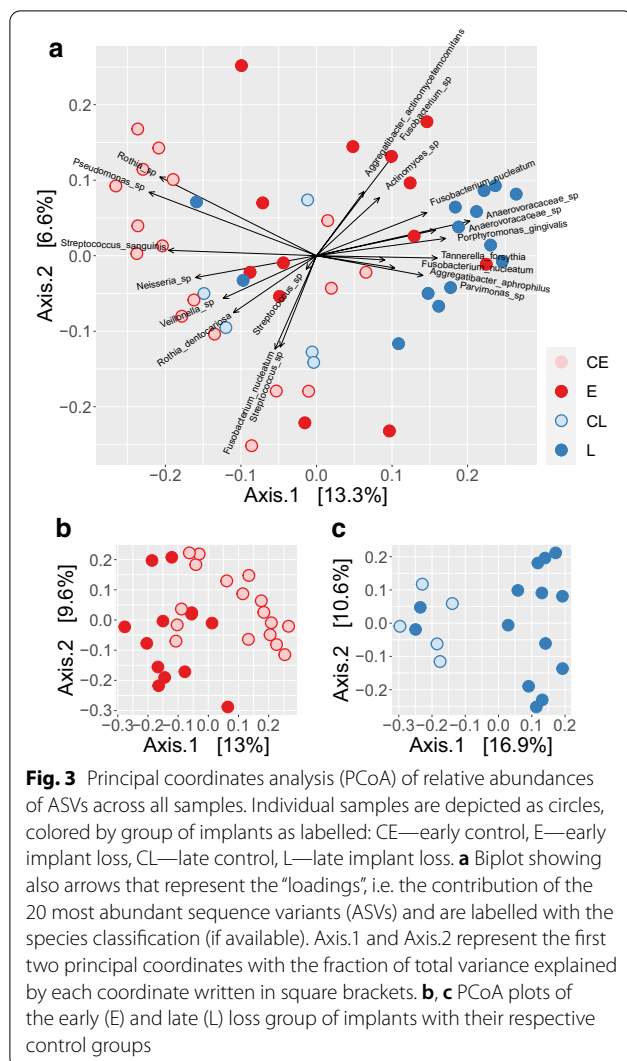 a
Aggregatibacter_actinomycetemcomitans
Fusobacterium_sp
Actinomyces_sp
Rothia_sp
Pseudomonas_sp
Fusobacterium_nucleatum
Anaerovoracaceae_sp
Anaerovoracaceae_sp
Porphyromonas_gingivalis
Streptococcus_sanguinis
Tannerella_forsythia
Fusobacterium_nucleatum
Neisseria_sp
Aggregatibacter_aphrophilus
Streptococcus_sp
Parvimonas_sp
Veillonella_sp
Rothia_dentocariosa
Fusobacterium_nucleatum
Streptococcus_sp
0.2
0.1
0.0
−0.1
−0.2
Axis.2 [6.6%]
−0.2 −0.1 0.0 0.1 0.2
Axis.1 [13.3%]
CE
E
CL
L
b
0.2
0.1
0.0
−0.1
−0.2
−0.3
Axis.2 [9.6%]
−0.3−0.2−0.1 0.0 0.1 0.2
Axis.1 [13%]
c
0.2
0.1
0.0
−0.1
−0.2
Axis.2 [10.6%]
−0.3−0.2−0.1 0.0 0.1 0.2
Axis.1 [16.9%]
Fig. 3 Principal coordinates analysis (PCoA) of relative abundances
of ASVs across all samples. Individual samples are depicted as circles,
colored by group of implants as labelled: CE—early control, E—early
implant loss, CL—late control, L—late implant loss. a Biplot showing
also arrows that represent the “loadings”, i.e. the contribution of the
20 most abundant sequence variants (ASVs) and are labelled with the
species classification (if available). Axis.1 and Axis.2 represent the first
two principal coordinates with the fraction of total variance explained
by each coordinate written in square brackets. b, c PCoA plots of
the early (E) and late (L) loss group of implants with their respective
control groups